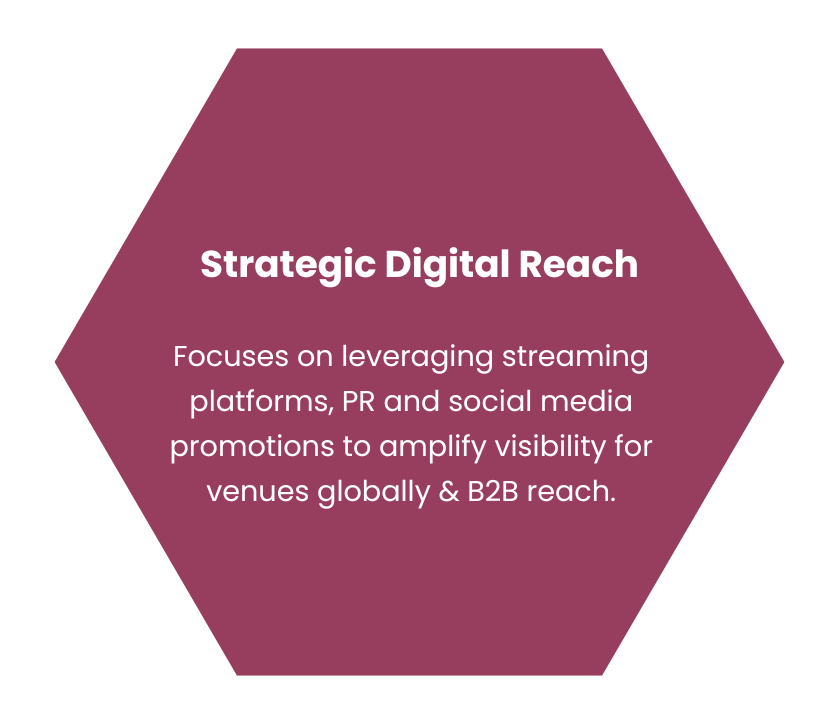 Strategic Digital Reach
Focuses on leveraging streaming
platforms, PR and social media
promotions to amplify visibility for
venues globally & B2B reach.